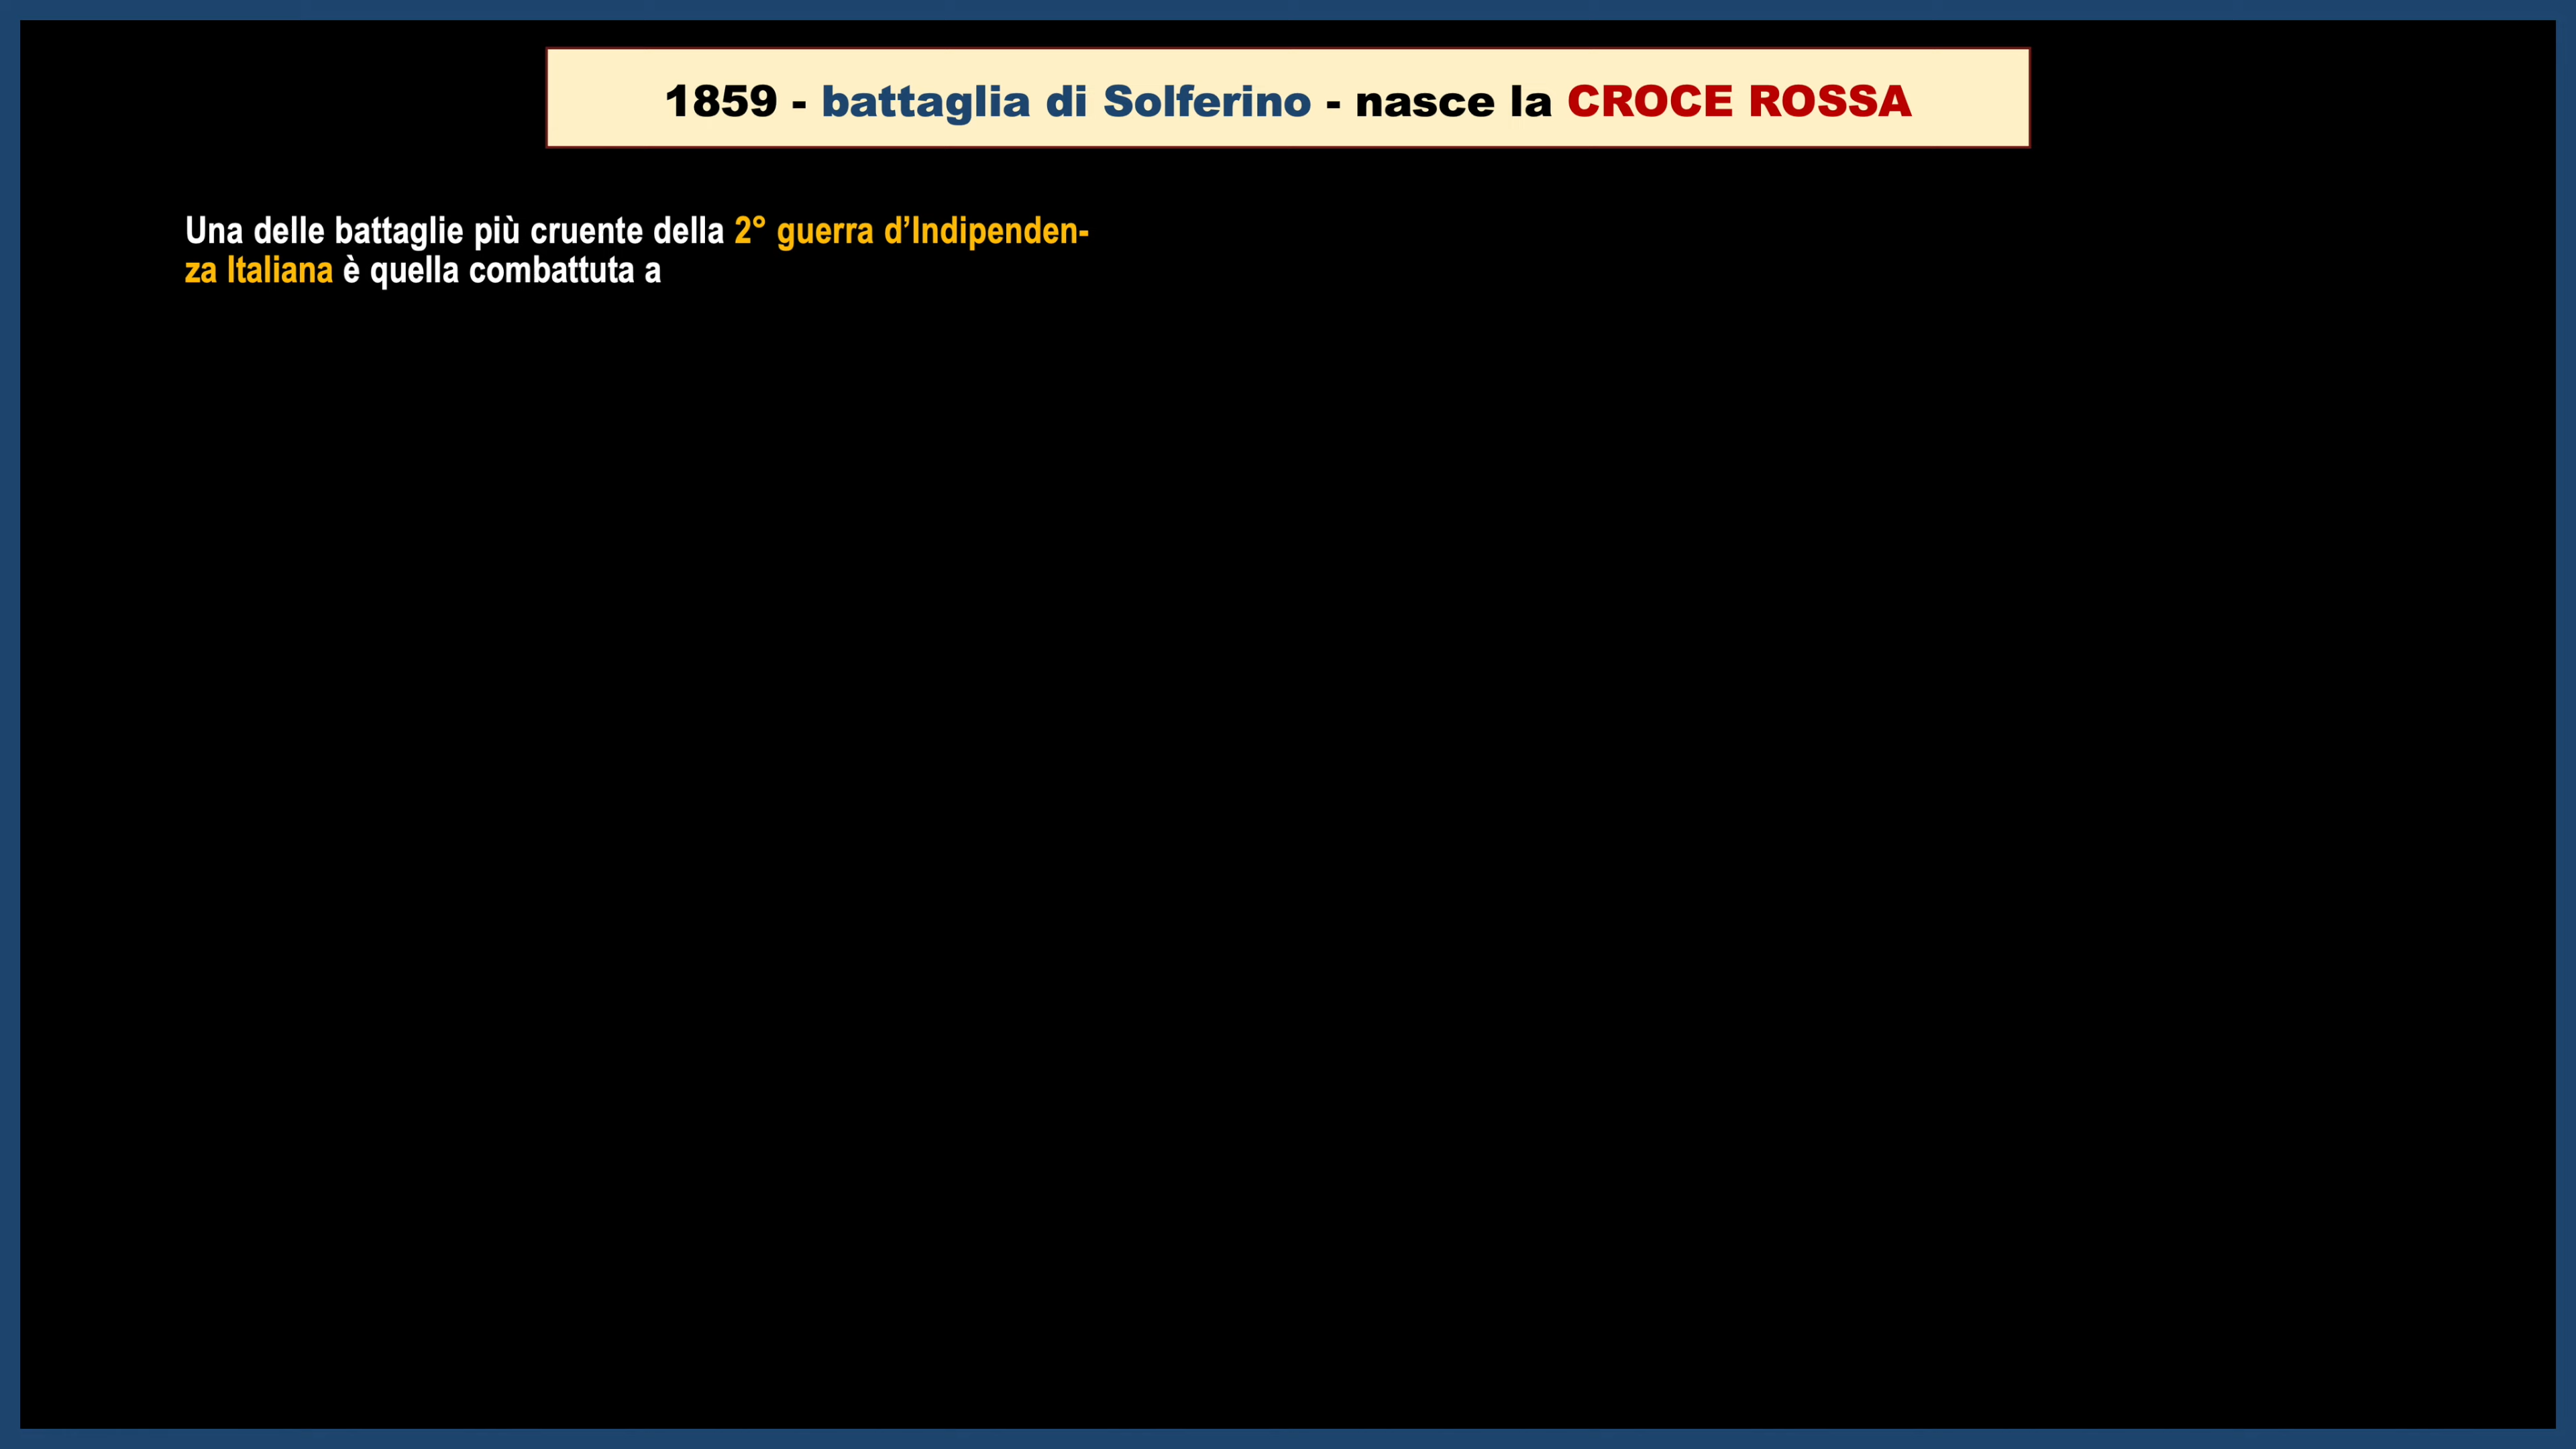 1859 - battaglia di Solferino - nasce la CROCE ROSSA
Una delle battaglie più cruente della 2° guerra d’Indipenden-
za Italiana è quella combattuta a